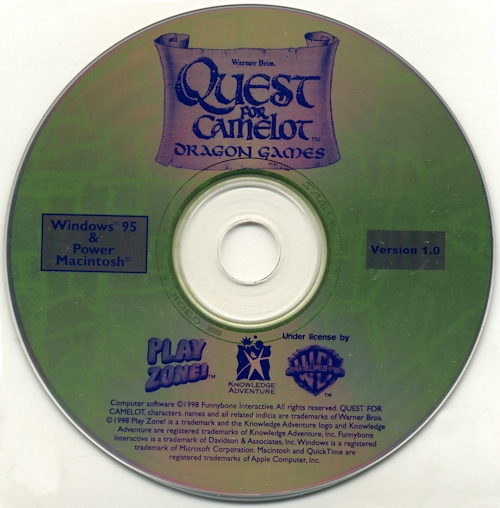 Warner Bros.
QUEST
FOR
CAMELOT™
DRAGON GAMES
Windows® 95
&
Power
Macintosh®
Version 1.0
PLAY
ZONE!™
KNOWLEDGE
ADVENTURE
Under license by
WB
™
Computer software ©1998 Funnybone Interactive. All rights reserved. QUEST FOR
CAMELOT, characters, names and all related indicia are trademarks of Warner Bros.
©1998 Play Zone! is a trademark and the Knowledge Adventure logo and Knowledge
Adventure are registered trademarks of Knowledge Adventure, Inc. Funnybone
Interactive is a trademark of Davidson & Associates, Inc. Windows is a registered
trademark of Microsoft Corporation. Macintosh and QuickTime are
registered trademarks of Apple Computer, Inc.